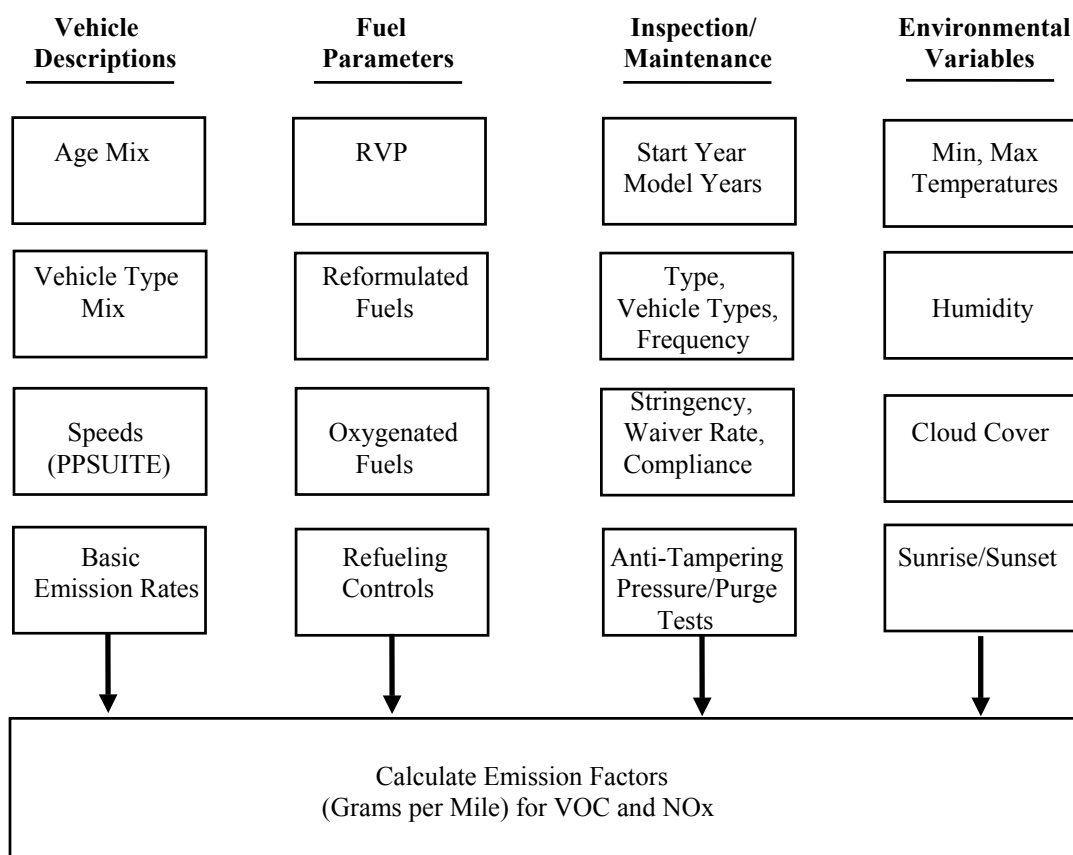 Vehicle
Descriptions
Fuel
Parameters
Inspection/
Maintenance
Environmental
Variables
Age Mix
RVP
Start Year
Model Years
Min, Max
Temperatures
Vehicle Type
Mix
Reformulated
Fuels
Type,
Vehicle Types,
Frequency
Humidity
Speeds
(PPSUITE)
Oxygenated
Fuels
Stringency,
Waiver Rate,
Compliance
Cloud Cover
Basic
Emission Rates
Refueling
Controls
Anti-Tampering
Pressure/Purge
Tests
Sunrise/Sunset
Calculate Emission Factors
(Grams per Mile) for VOC and NOx